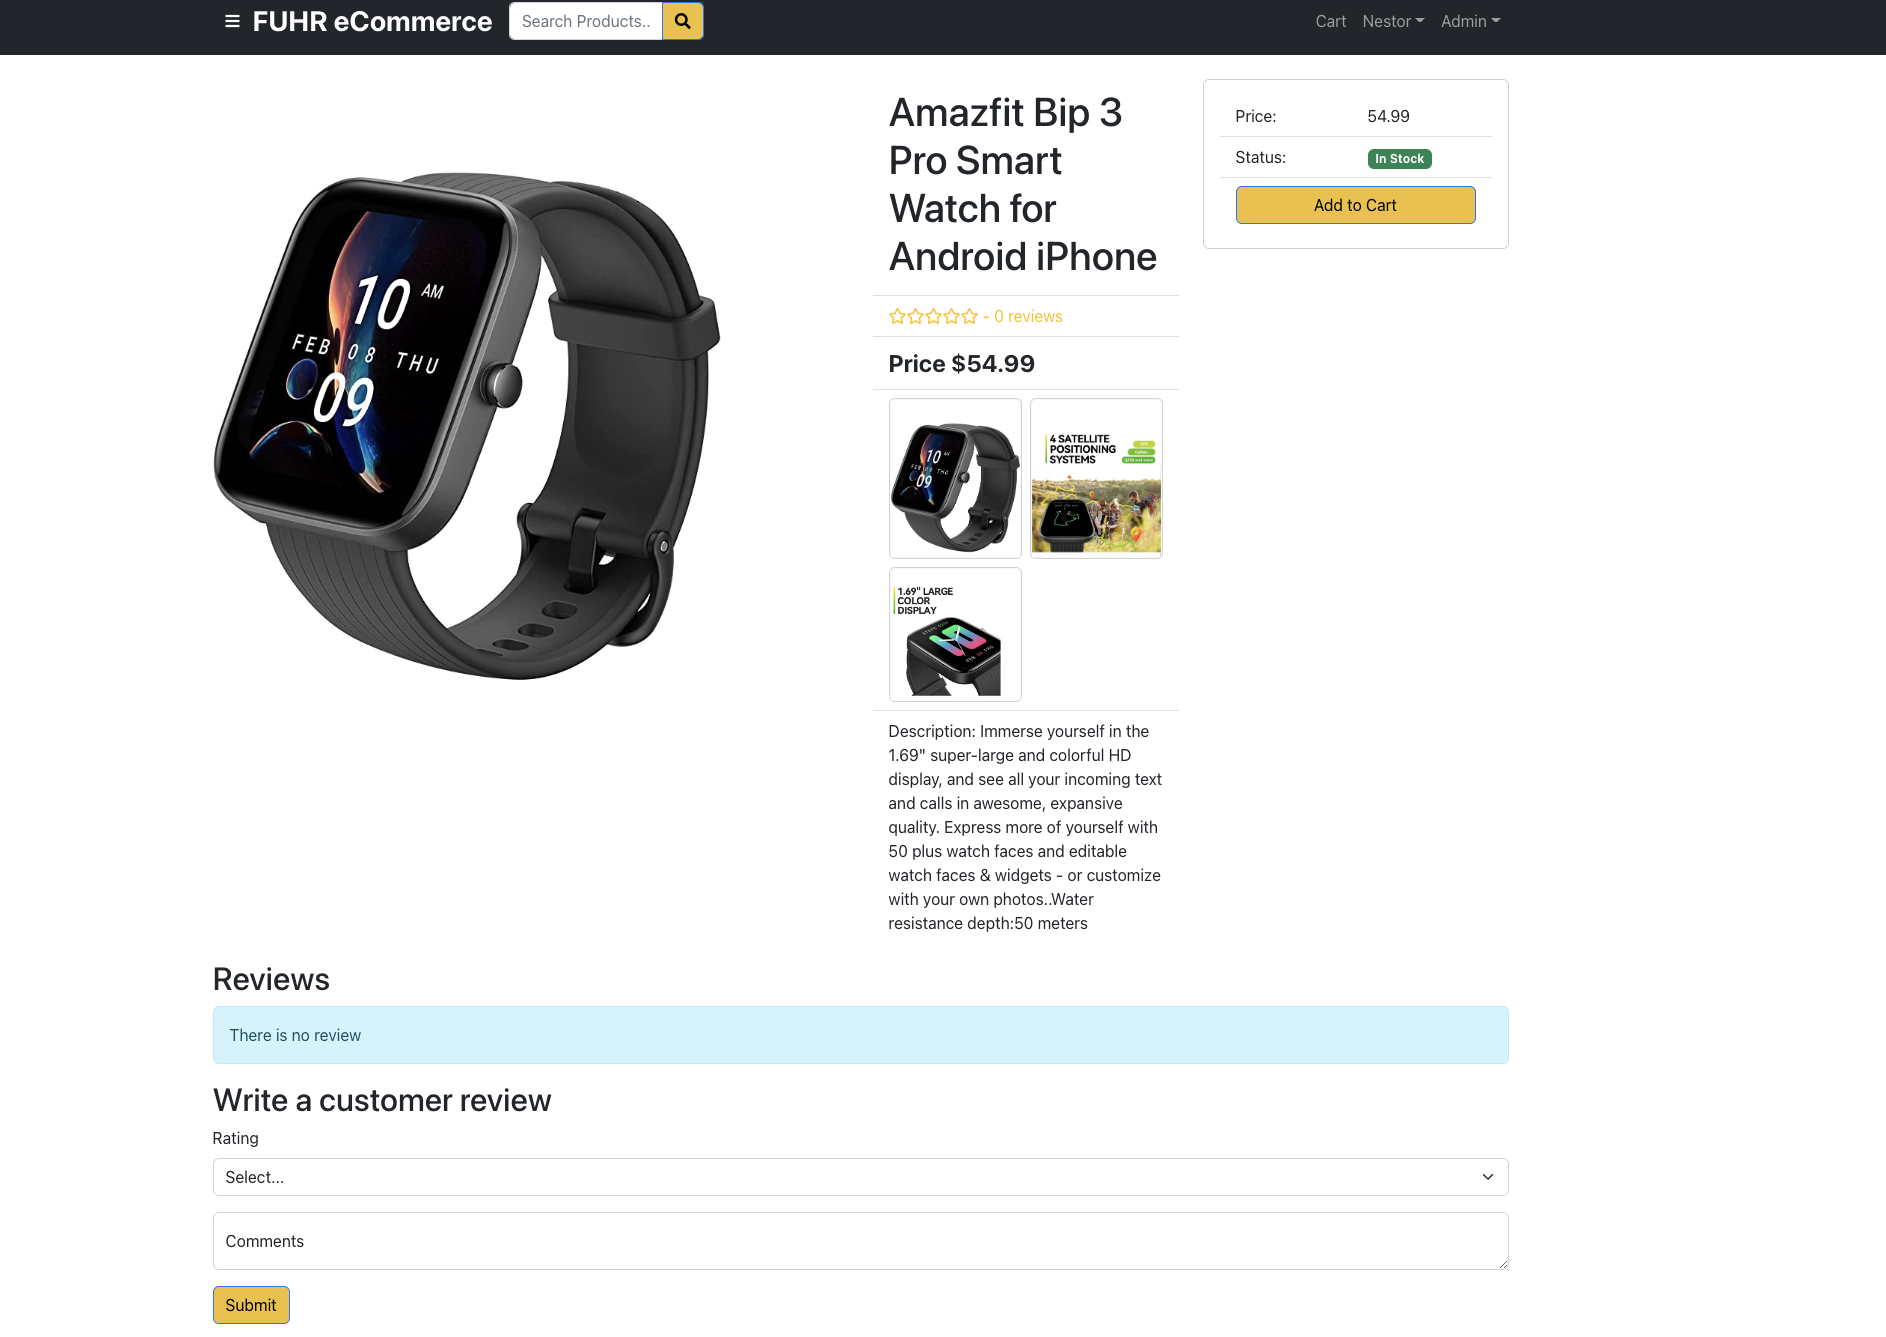 FUHR eCommerce
Search Products..
Cart
Nestor
Admin
10 AM
FEB 08 THU
09
Amazfit Bip 3
Pro Smart
Watch for
Android iPhone
- 0 reviews
Price $54.99
10
09
4 SATELLITE
POSITIONING
SYSTEMS
1.69" LARGE
COLOR
DISPLAY
Description: Immerse yourself in the
1.69" super-large and colorful HD
display, and see all your incoming text
and calls in awesome, expansive
quality. Express more of yourself with
50 plus watch faces and editable
watch faces & widgets - or customize
with your own photos..Water
resistance depth:50 meters
Price: 54.99
Status: In Stock
Add to Cart
Reviews
There is no review
Write a customer review
Rating
Select...
Comments
Submit